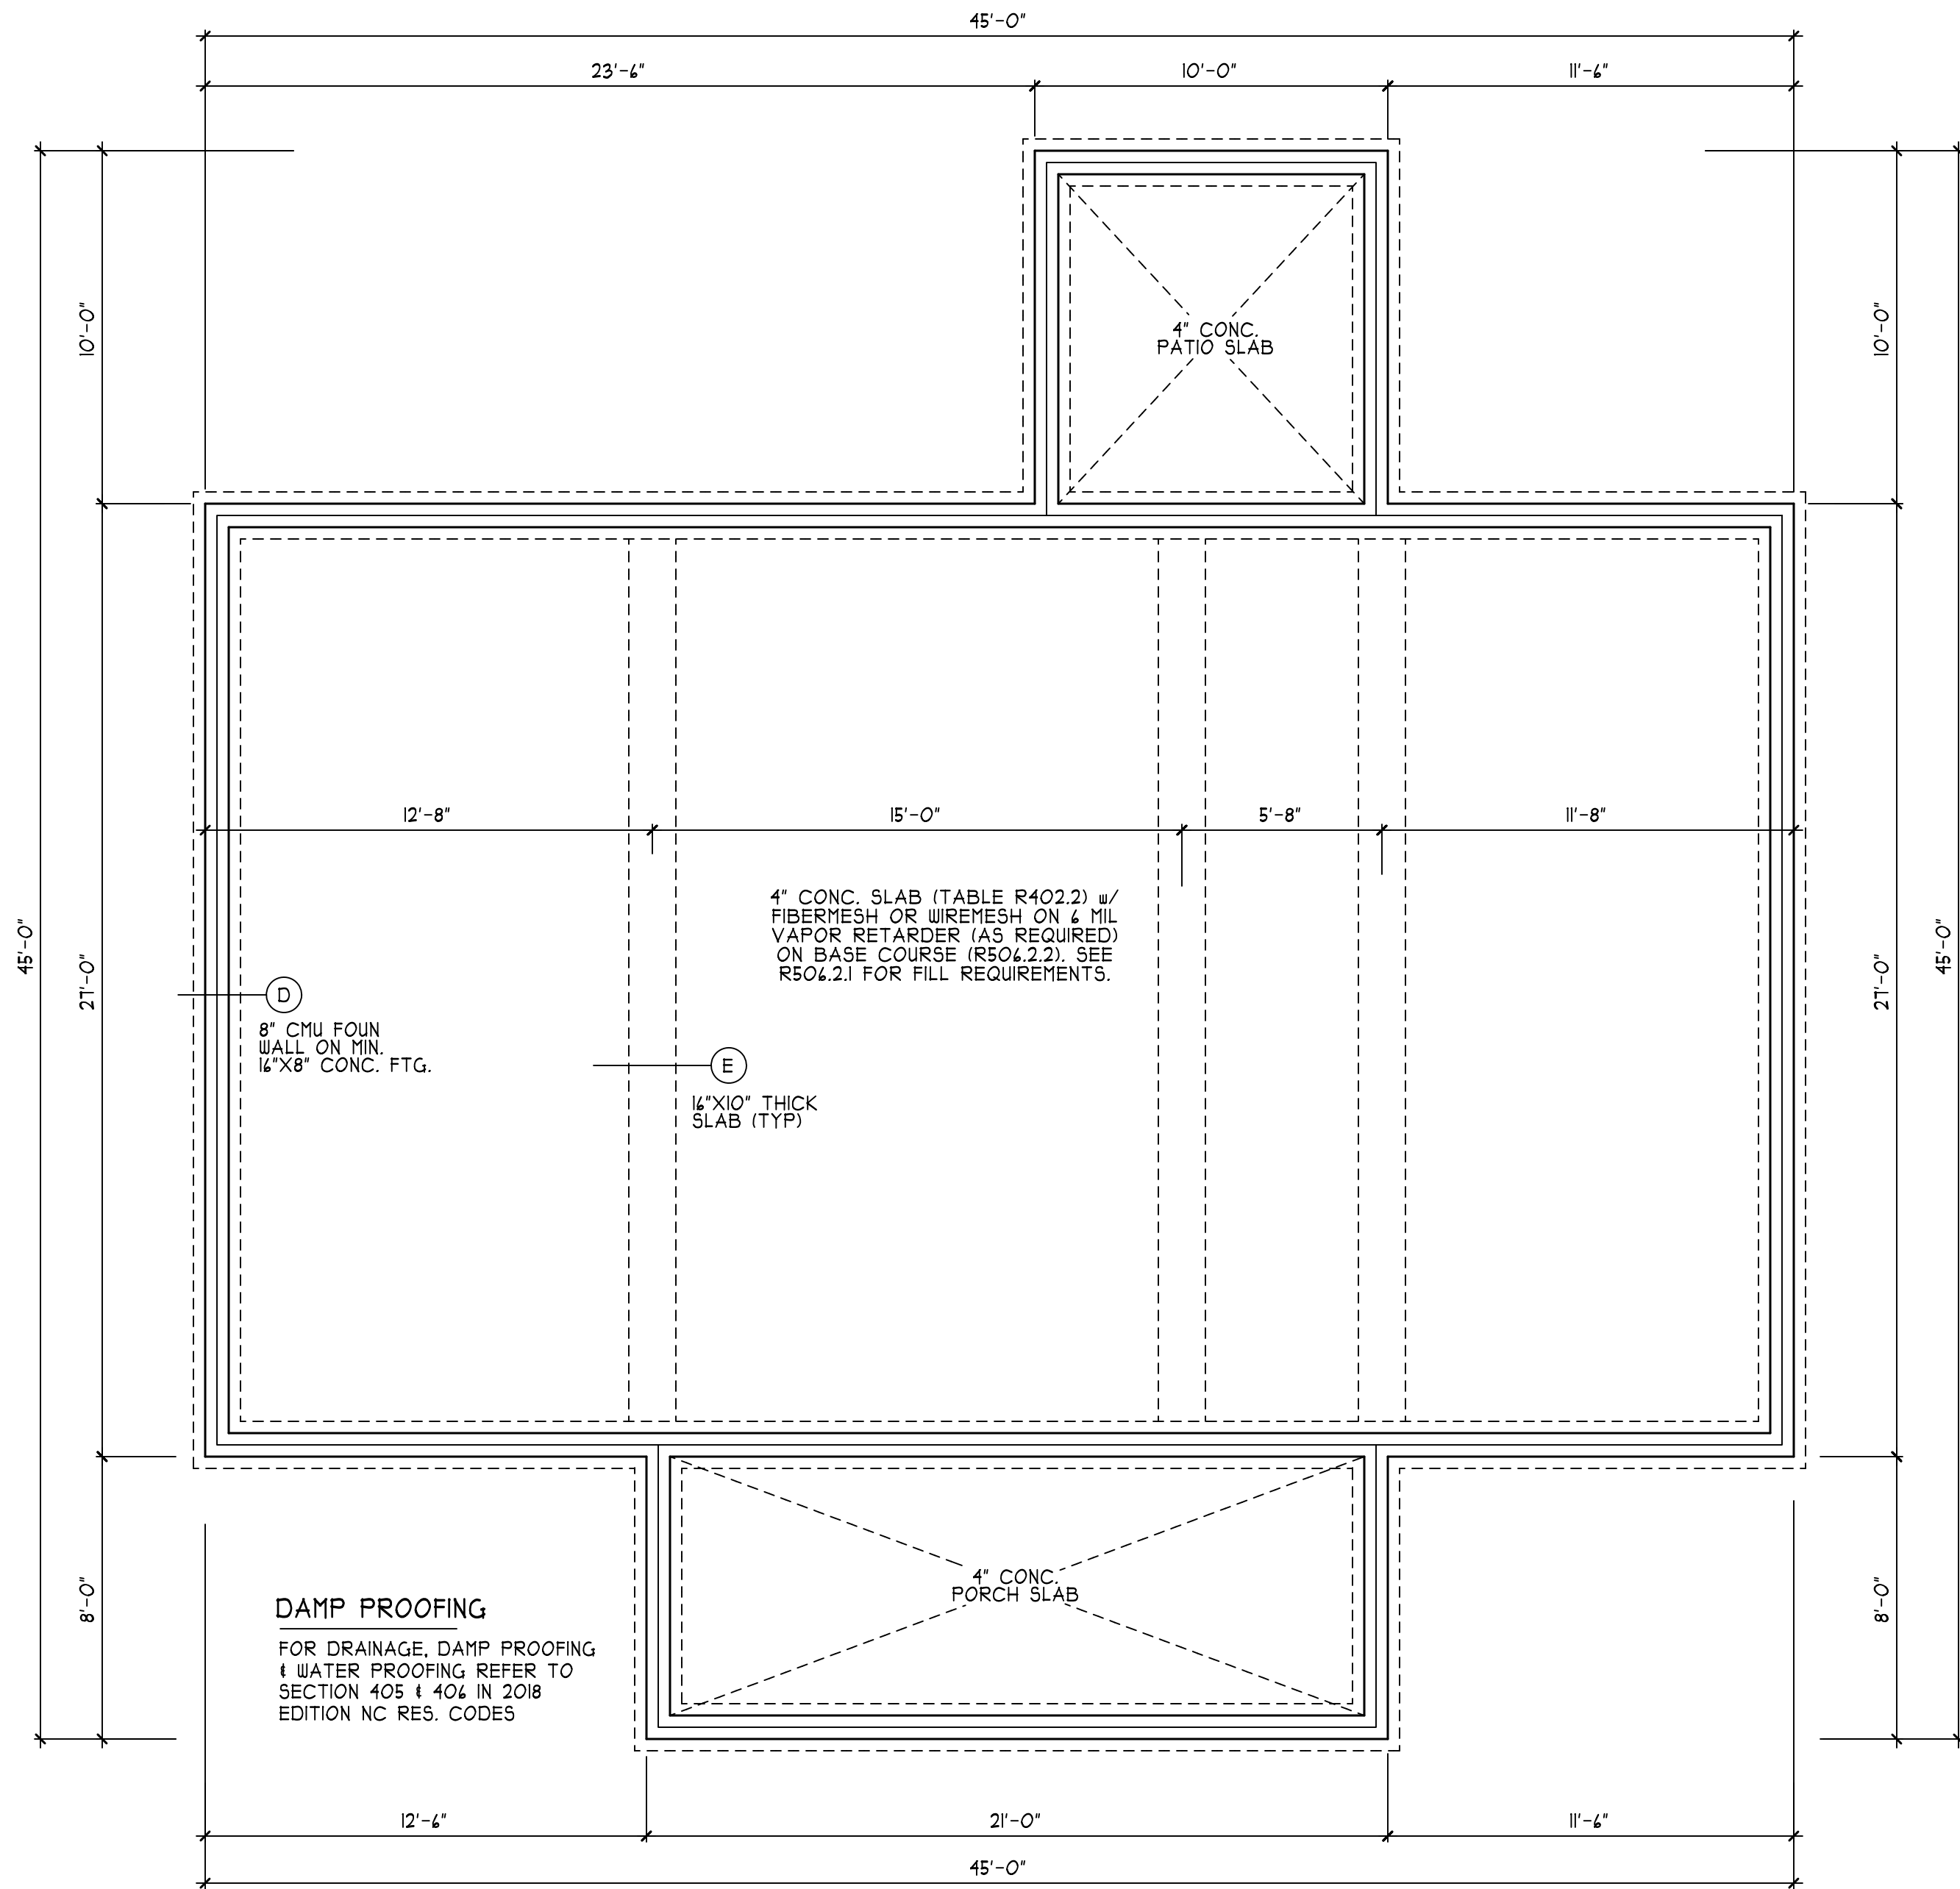 45'-0"
23'-6"
10'-0"
11'-6"
10'-0"
10'-0"
4" CONC.
PATIO SLAB
12'-8"
15'-0"
5'-8"
11'-8"
4" CONC. SLAB (TABLE R402.2) w/
FIBERMESH OR WIREMESH ON 6 MIL
VAPOR RETARDER (AS REQUIRED)
ON BASE COURSE (R506.2.2). SEE
R506.2.1 FOR FILL REQUIREMENTS.
45'-0"
27'-0"
27'-0"
45'-0"
D
8" CMU FOUN
WALL ON MIN.
16"X8" CONC. FTG.
E
16"X10" THICK
SLAB (TYP)
8'-0"
8'-0"
4" CONC.
PORCH SLAB
DAMP PROOFING
FOR DRAINAGE, DAMP PROOFING
& WATER PROOFING REFER TO
SECTION 405 & 406 IN 2018
EDITION NC RES. CODES
12'-6"
21'-0"
11'-6"
45'-0"